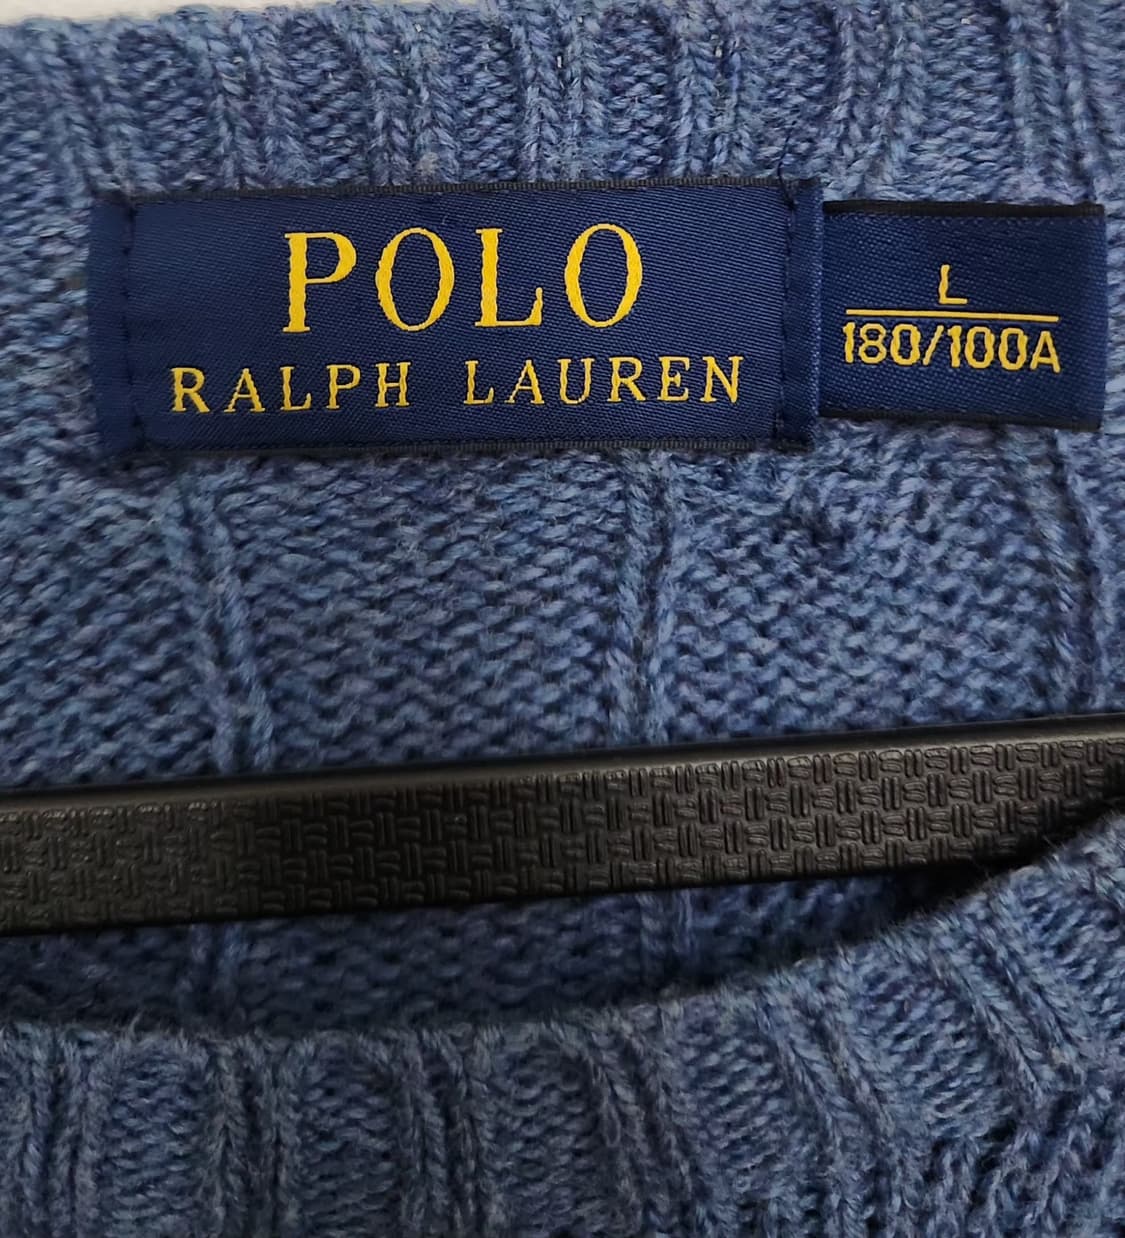 POLO
RALPH LAUREN
L
180/100A